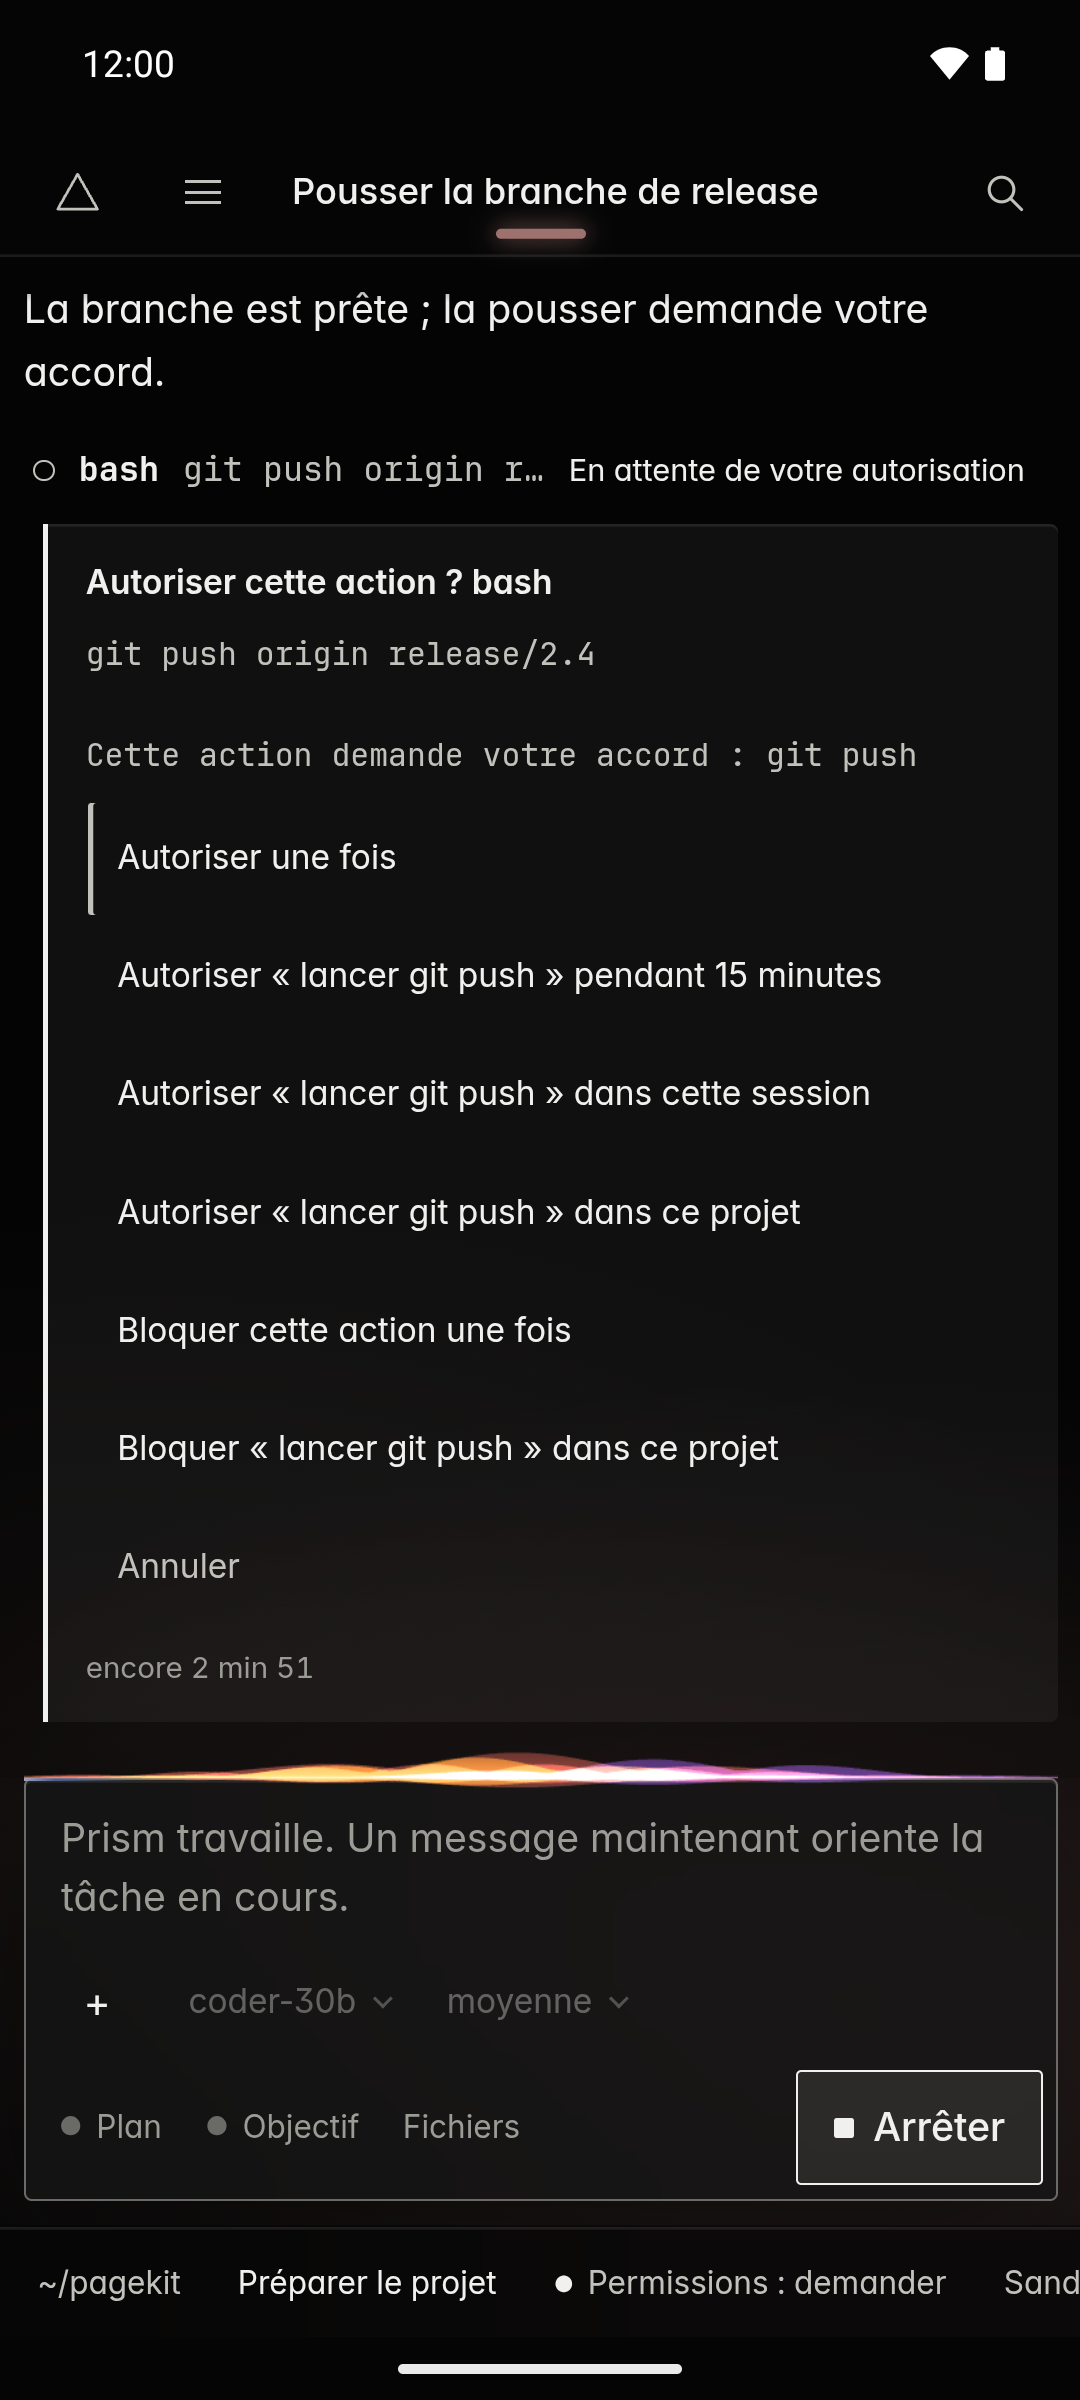 12:00
Pousser la branche de release
La branche est prête ; la pousser demande votre
accord.
bash git push origin r… En attente de votre autorisation
Autoriser cette action ? bash
git push origin release/2.4
Cette action demande votre accord : git push
Autoriser une fois
Autoriser « lancer git push » pendant 15 minutes
Autoriser « lancer git push » dans cette session
Autoriser « lancer git push » dans ce projet
Bloquer cette action une fois
Bloquer « lancer git push » dans ce projet
Annuler
encore 2 min 51
Prism travaille. Un message maintenant oriente la
tâche en cours.
+ coder-30b moyenne
Plan Objectif Fichiers Arrêter
~/pagekit Préparer le projet Permissions : demander Sand